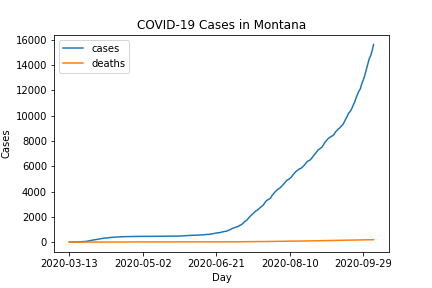 COVID-19 Cases in Montana
16000
14000
12000
10000
8000
6000
4000
2000
0
Cases
cases
deaths
2020-03-13 2020-05-02 2020-06-21 2020-08-10 2020-09-29
Day